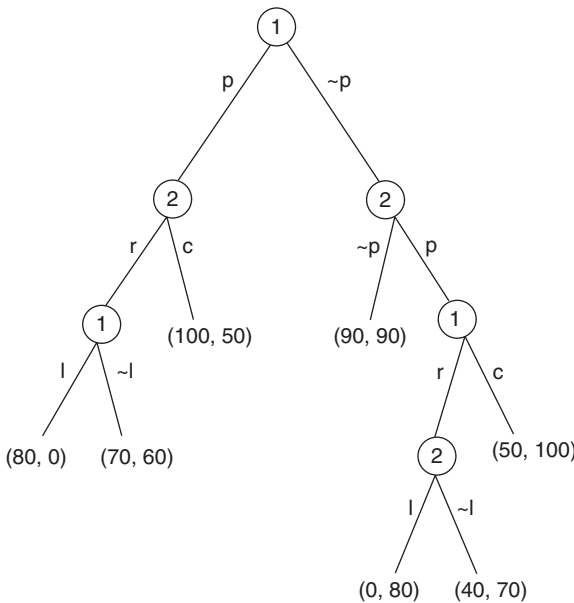 1
p ~p
2 2
r c ~p p
1 (100, 50) (90, 90) 1
l ~l r c
(80, 0) (70, 60) 2 (50, 100)
l ~l
(0, 80) (40, 70)